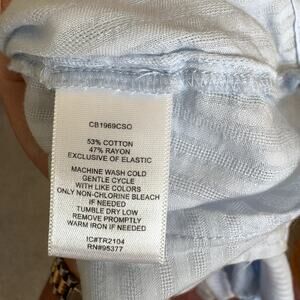 CB1969CSO
53% COTTON
47% RAYON
EXCLUSIVE OF ELASTIC
MACHINE WASH COLD
GENTLE CYCLE
WITH LIKE COLORS
ONLY NON-CHLORINE BLEACH
IF NEEDED
TUMBLE DRY LOW
REMOVE PROMPTLY
WARM IRON IF NEEDED
IC#TR2104
RN#95377